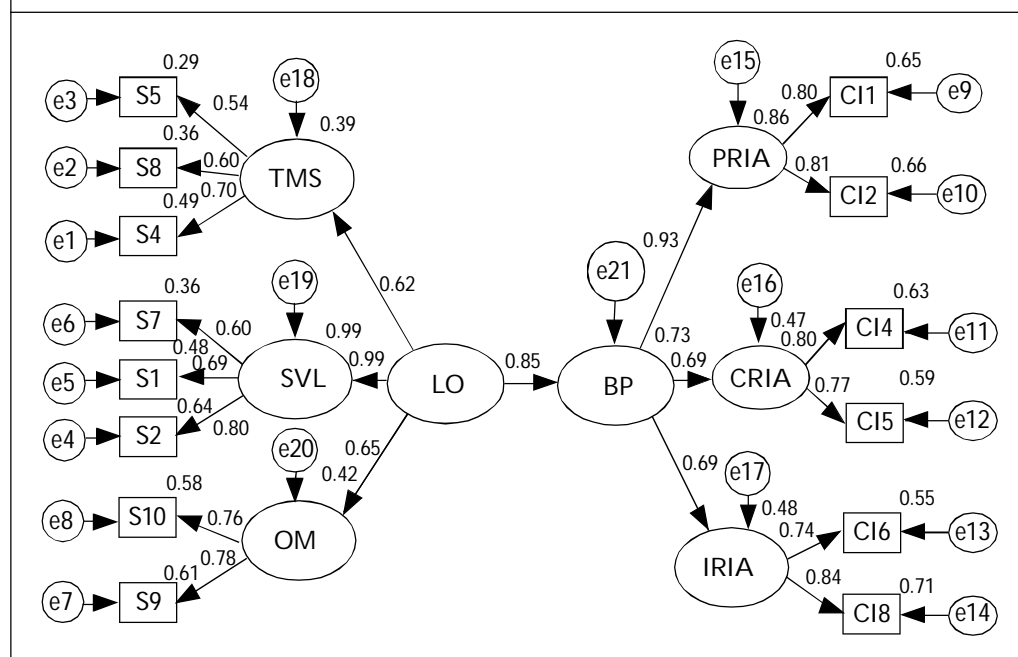 0.29
e18
e3
S5
0.54
0.39
0.36
e2
S8
0.60
TMS
0.49
0.70
e1
S4
0.62
0.36
e19
e6
S7
0.60
0.99
0.48
e5
S1
0.69
SVL
0.99
LO
0.85
0.64
e4
S2
0.80
e20
0.65
0.42
0.58
e8
S10
0.76
OM
0.78
0.61
e7
S9
e15
0.65
0.80
CI1
e9
0.86
PRIA
0.81
0.66
CI2
e10
0.93
e21
e16
0.63
0.47
CI4
e11
0.73
0.80
BP
0.69
CRIA
0.77
0.59
CI5
e12
0.69
e17
0.48
0.55
0.74
CI6
e13
IRIA
0.84
0.71
CI8
e14